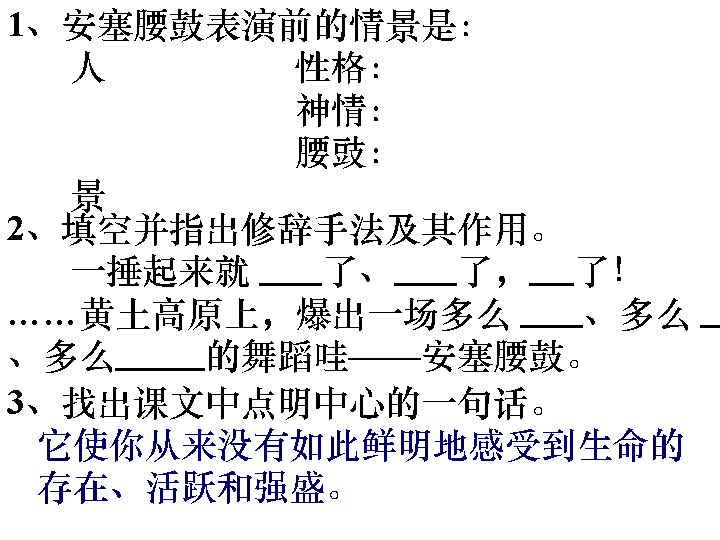 1、安塞腰鼓表演前的情景是:
人 性格:
神情:
腰豉:
景
2、填空并指出修辞手法及其作用。
一捶起来就 ____了、____了，___了!
……黄土高原上，爆出一场多么 ____、多么 _
、多么______的舞蹈哇——安塞腰鼓。
3、找出课文中点明中心的一句话。
它使你从来没有如此鲜明地感受到生命的
存在、活跃和强盛。